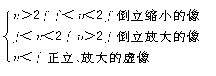 u>2f f<υ<2f 倒立缩小的像
f<u<2f υ>2f 倒立放大的像
u<f 正立、放大的虚像